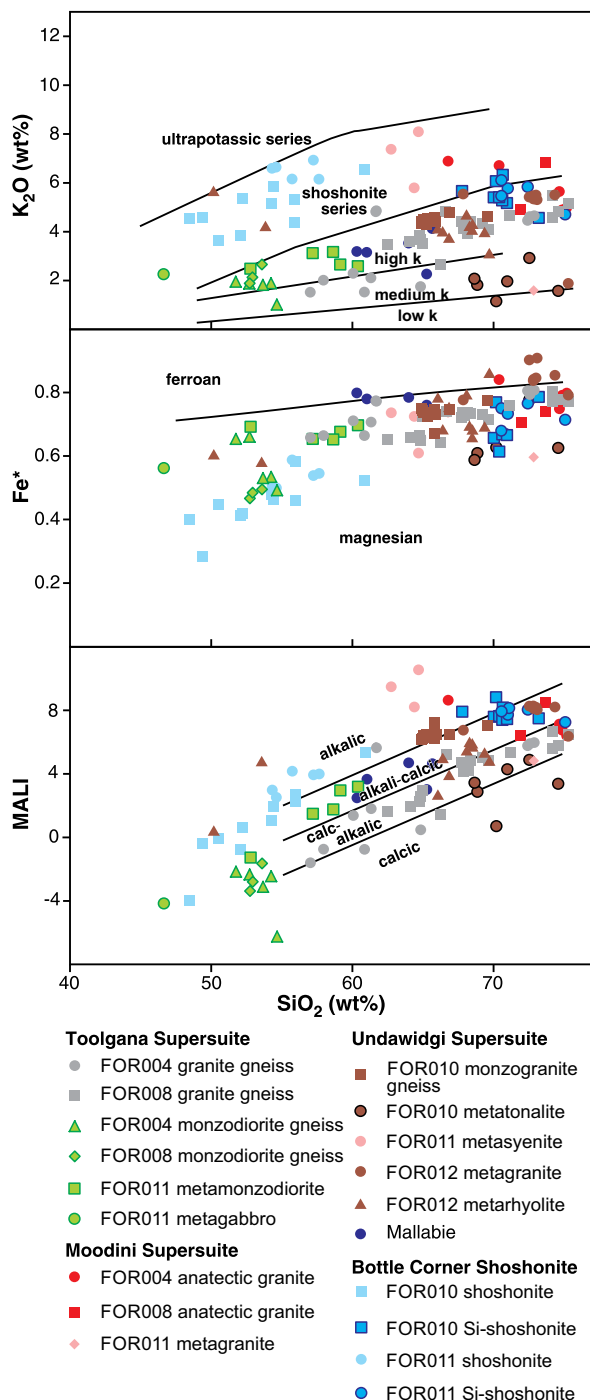 12
10
8
6
4
2
K2O (wt%)
ultrapotassic series
shoshonite
series
high k
medium k
low k
0.8
0.6
0.4
0.2
Fe*
ferroan
magnesian
8
4
0
-4
MALI
alkalic
alkali-calcic
calc-
alkalic
calcic
40 50 60 70
SiO2 (wt%)
Toolgana Supersuite
FOR004 granite gneiss
FOR008 granite gneiss
FOR004 monzodiorite gneiss
FOR008 monzodiorite gneiss
FOR011 metamonzodiorite
FOR011 metagabbro
Moodini Supersuite
FOR004 anatectic granite
FOR008 anatectic granite
FOR011 metagranite
Undawidgi Supersuite
FOR010 monzogranite
gneiss
FOR010 metatonalite
FOR011 metasyenite
FOR012 metagranite
FOR012 metarhyolite
Mallabie
Bottle Corner Shoshonite
FOR010 shoshonite
FOR010 Si-shoshonite
FOR011 shoshonite
FOR011 Si-shoshonite